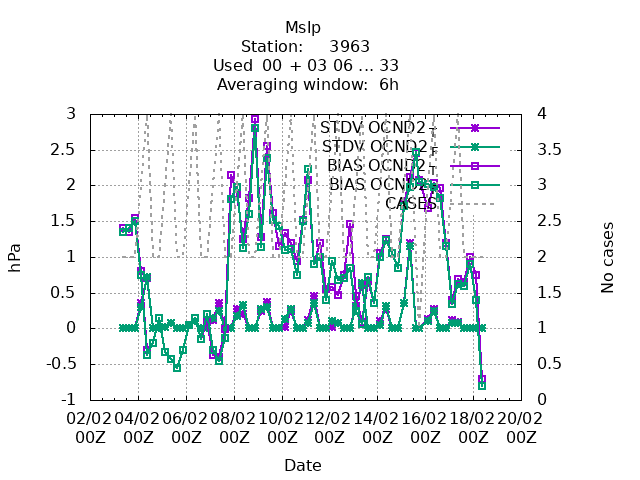 Mslp
Station: 3963
Used 00 + 03 06 ... 33
Averaging window: 6h
3
2.5
2
1.5
1
0.5
0
-0.5
-1
hPa
4
3.5
3
2.5
2
1.5
1
0.5
0
No cases
STDV OCND2-
STDV OCND2+
BIAS OCND2-
BIAS
CASES
02/02 04/02 06/02 08/02 10/02 12/02 14/02 16/02 18/02 20/02
00Z 00Z 00Z 00Z 00Z 00Z 00Z 00Z 00Z 00Z
Date